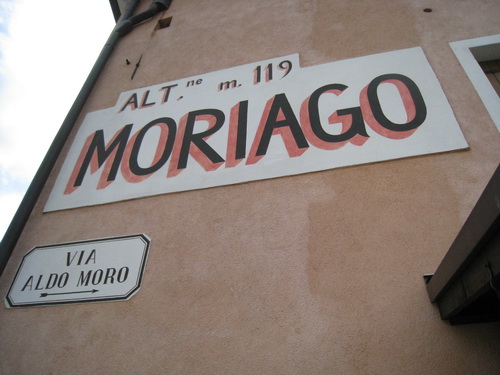 ALT.ne m. 119
MORIAGO
VIA
ALDO MORO